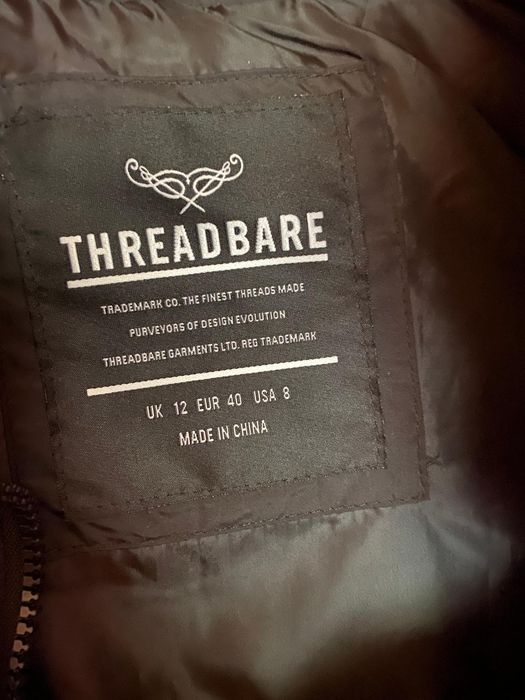 THREADBARE
TRADEMARK CO. THE FINEST THREADS MADE
PURVEYORS OF DESIGN EVOLUTION
THREADBARE GARMENTS LTD. REG TRADEMARK
UK 12 EUR 40 USA 8
MADE IN CHINA